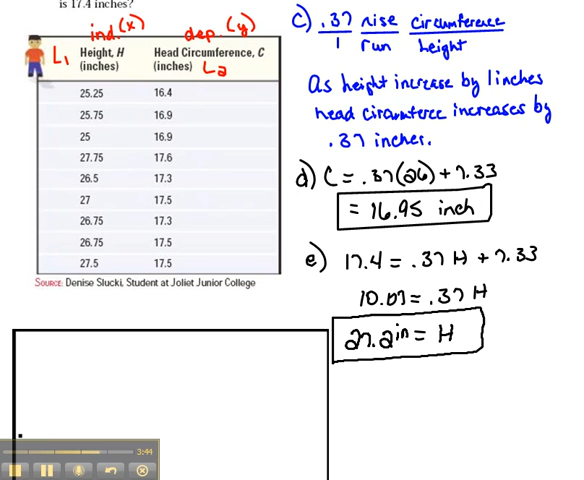 is 17.4 inches?
ind.(x) dep.(y)
L1 Height, H (inches)
Head Circumference, C (inches) L2
25.25 16.4
25.75 16.9
25 16.9
27.75 17.6
26.5 17.3
27 17.5
26.75 17.3
26.75 17.5
27.5 17.5
SOURCE: Denise Slucki, Student at Joliet Junior College
c) .37 rise circumference
1 run height
As height increase by 1 inches
head circumferece increases by
.37 inches.
d) C = .37(26) + 7.33
= 16.95 inch
e) 17.4 = .37 H + 7.33
10.07 = .37 H
27.2 in = H
3:44